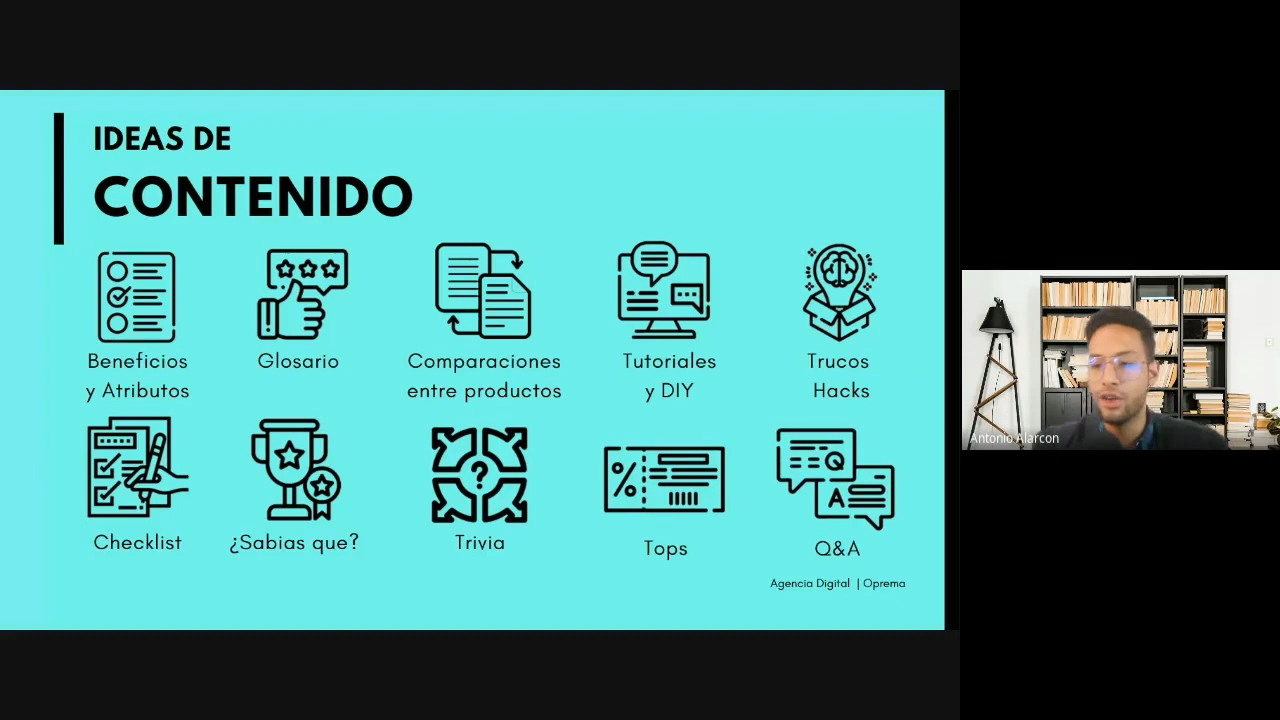 IDEAS DE
CONTENIDO
Beneficios
y Atributos
Glosario
Comparaciones
entre productos
Tutoriales
y DIY
Trucos
Hacks
Checklist
¿Sabias que?
Trivia
Tops
Q&A
Q
A
%
?
Agencia Digital | Oprema
Antonio Alarcon